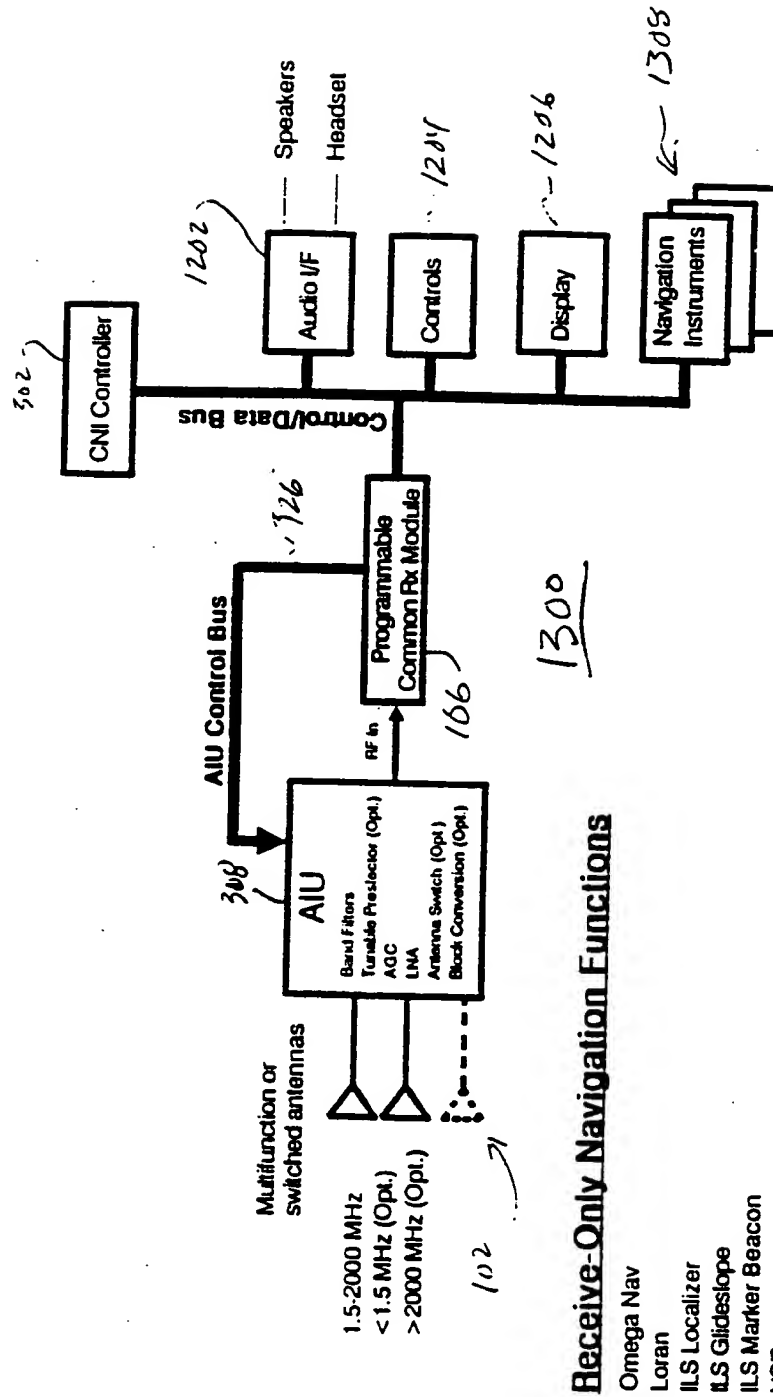 302
CNI Controller
1202
Audio I/F
Speakers
Headset
Control/Data Bus
Controls
1204
Display
1206
Navigation
Instruments
1308
AIU Control Bus
326
Programmable
Common Rx Module
106
RF In
308
AIU
Band Filters
Tunable Preslector (Opt.)
AGC
LNA
Antenna Switch (Opt)
Block Conversion (Opt.)
Multifunction or
switched antennas
1.5-2000 MHz
<1.5 MHz (Opt.)
>2000 MHz (Opt.)
102
1300
Receive-Only Navigation Functions
Omega Nav
Loran
ILS Localizer
ILS Glideslope
ILS Marker Beacon